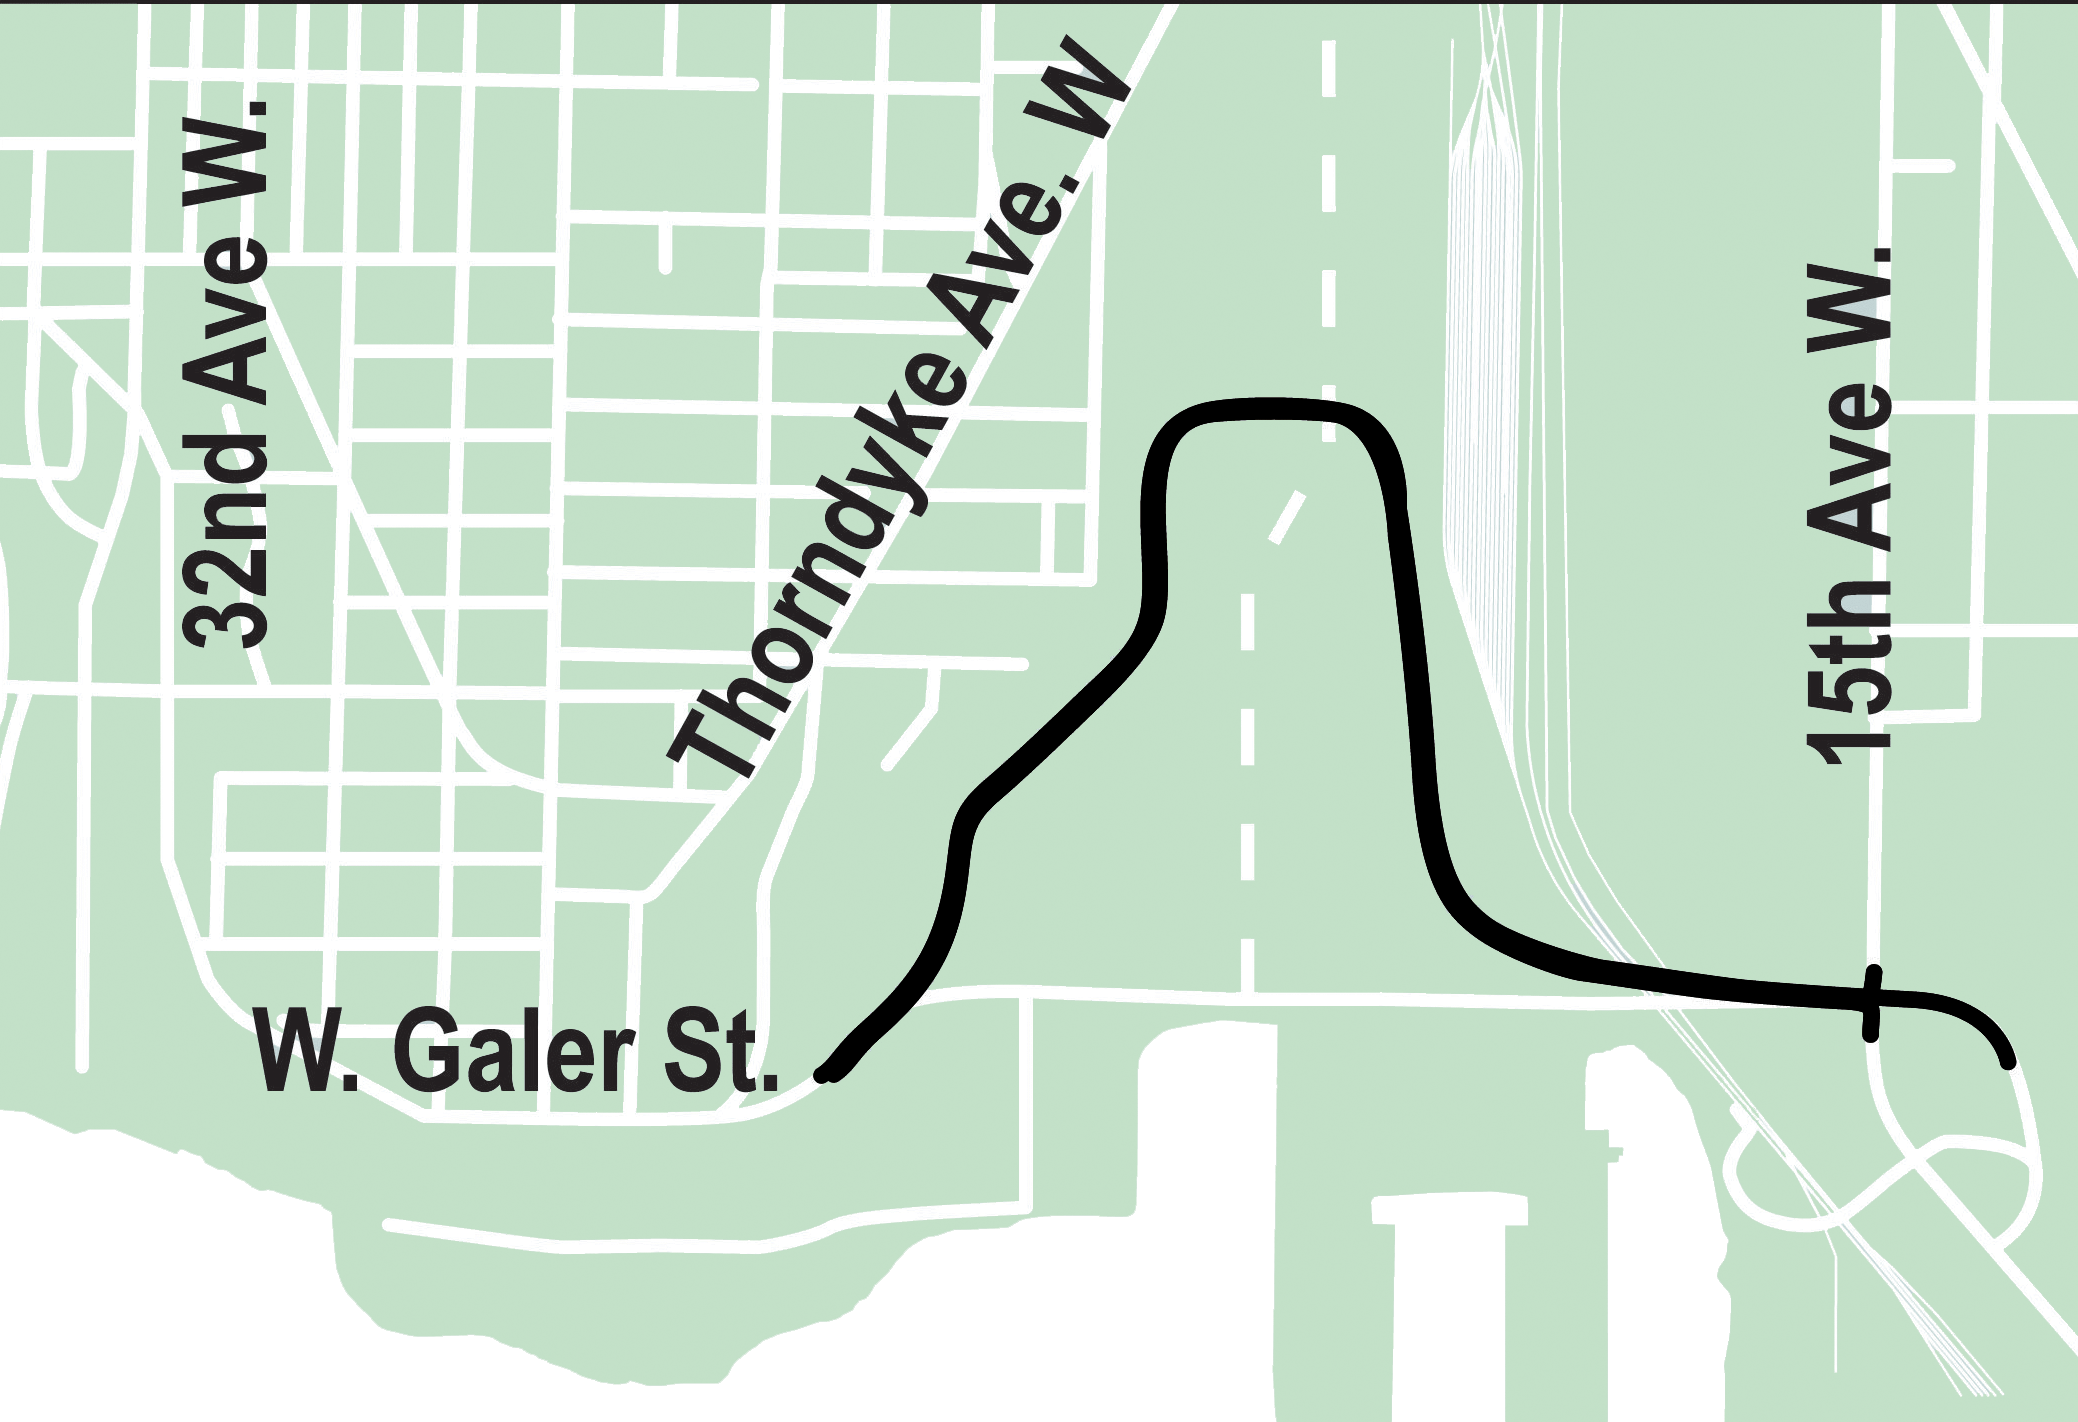 32nd Ave W.
Thorndyke Ave. W
15th Ave W.
W. Galer St.